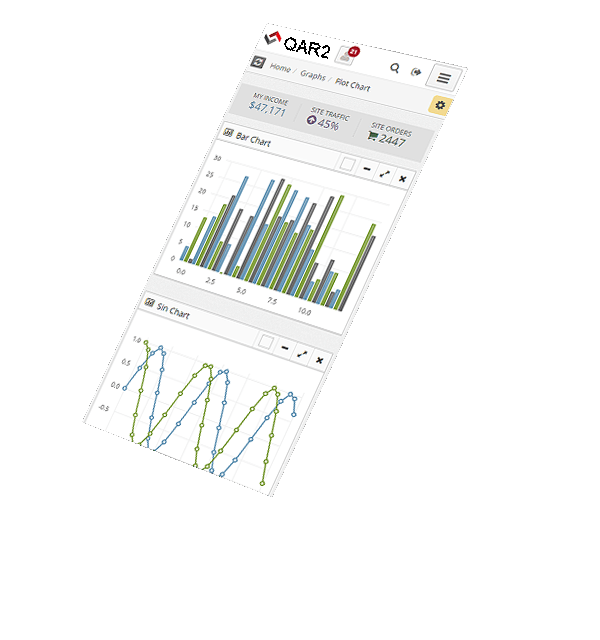 OAR2
21
Home / Graphs / Flot Chart
MY INCOME
$47,171
SITE TRAFFIC
45%
SITE ORDERS
2447
Bar Chart
30
25
20
15
10
5
0
0.0 2.5 5.0 7.5 10.0
Sin Chart
1.0
0.5
0.0
-0.5